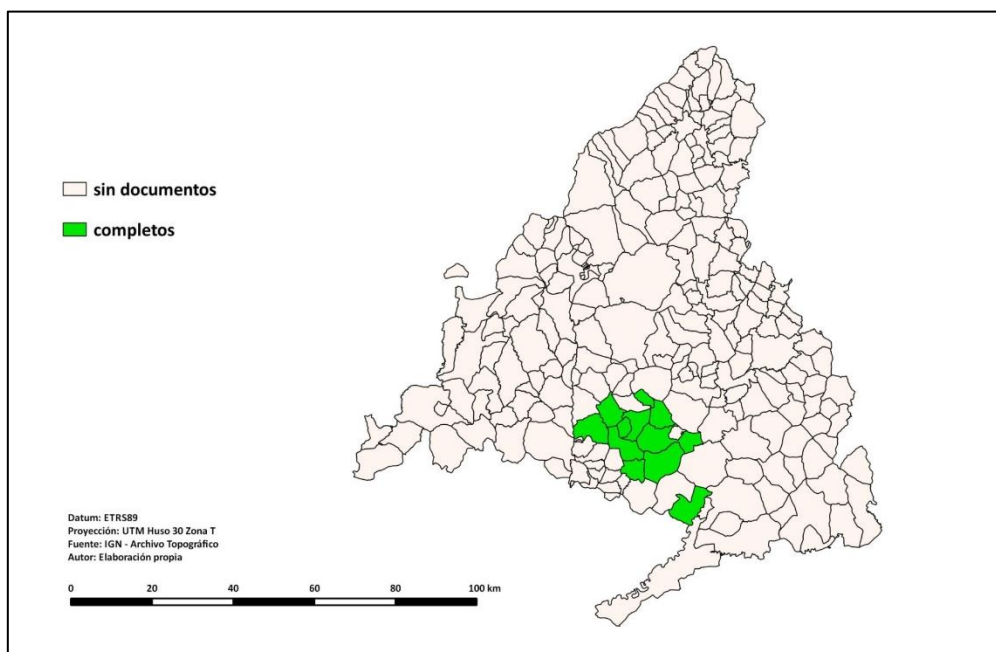 sin documentos
completos
Datum: ETRS89
Proyección: UTM Huso 30 Zona T
Fuente: IGN - Archivo Topográfico
Autor: Elaboración propia
0 20 40 60 80 100 km